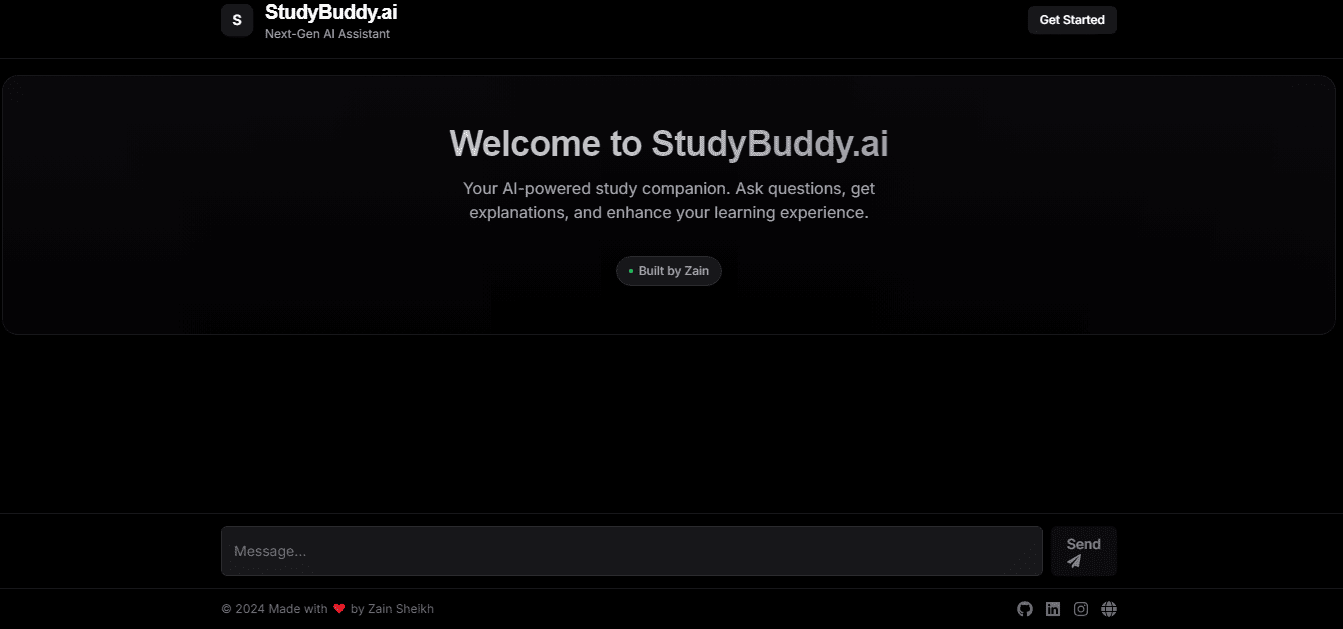 S
StudyBuddy.ai
Next-Gen AI Assistant
Get Started
Welcome to StudyBuddy.ai
Your AI-powered study companion. Ask questions, get
explanations, and enhance your learning experience.
Built by Zain
Message...
Send
© 2024 Made with ❤ by Zain Sheikh